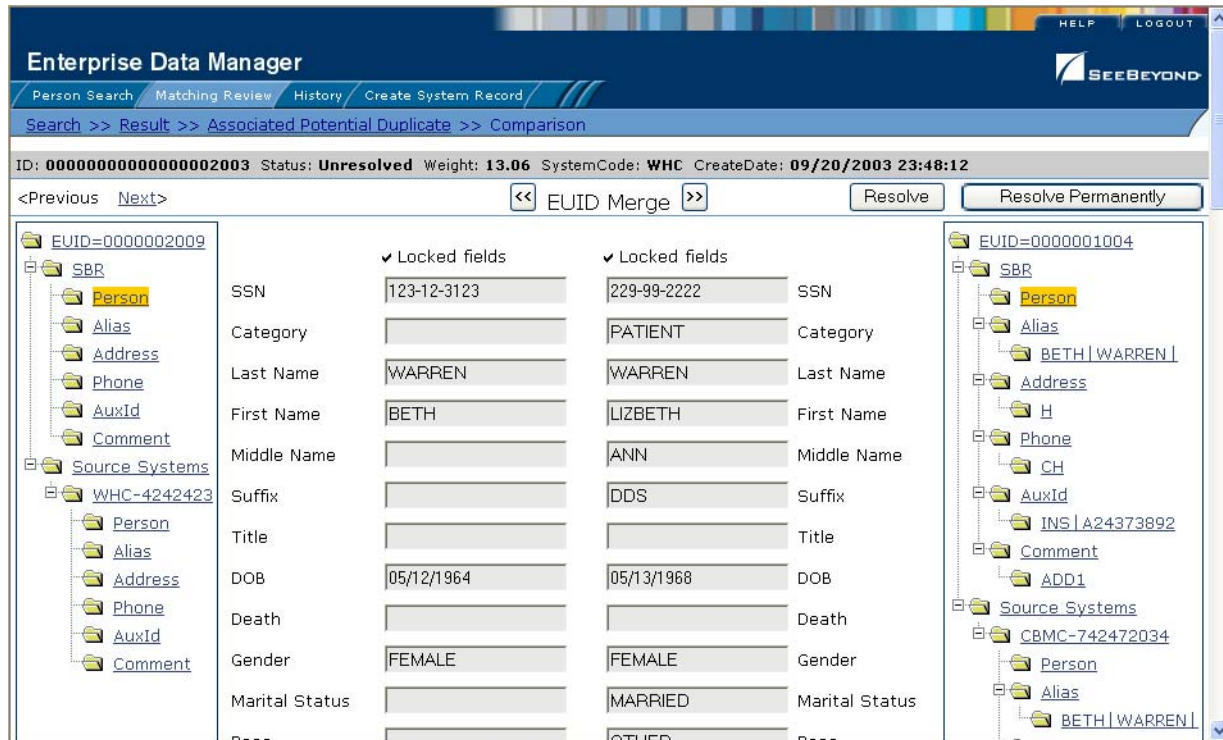 HELP LOGOUT
Enterprise Data Manager
SEEBEYOND
Person Search Matching Review History Create System Record
Search >> Result >> Associated Potential Duplicate >> Comparison
ID: 00000000000000002003 Status: Unresolved Weight: 13.06 SystemCode: WHC CreateDate: 09/20/2003 23:48:12
<Previous Next> << EUID Merge >> Resolve Resolve Permanently
EUID=0000002009
SBR
Person
Alias
Address
Phone
AuxId
Comment
Source Systems
WHC-4242423
Person
Alias
Address
Phone
AuxId
Comment
✓ Locked fields ✓ Locked fields
SSN 123-12-3123 229-99-2222 SSN
Category PATIENT Category
Last Name WARREN WARREN Last Name
First Name BETH LIZBETH First Name
Middle Name ANN Middle Name
Suffix DDS Suffix
Title Title
DOB 05/12/1964 05/13/1968 DOB
Death Death
Gender FEMALE FEMALE Gender
Marital Status MARRIED Marital Status
EUID=0000001004
SBR
Person
Alias
BETH|WARREN|
Address
H
Phone
CH
AuxId
INS|A24373892
Comment
ADD1
Source Systems
CBMC-742472034
Person
Alias
BETH|WARREN|